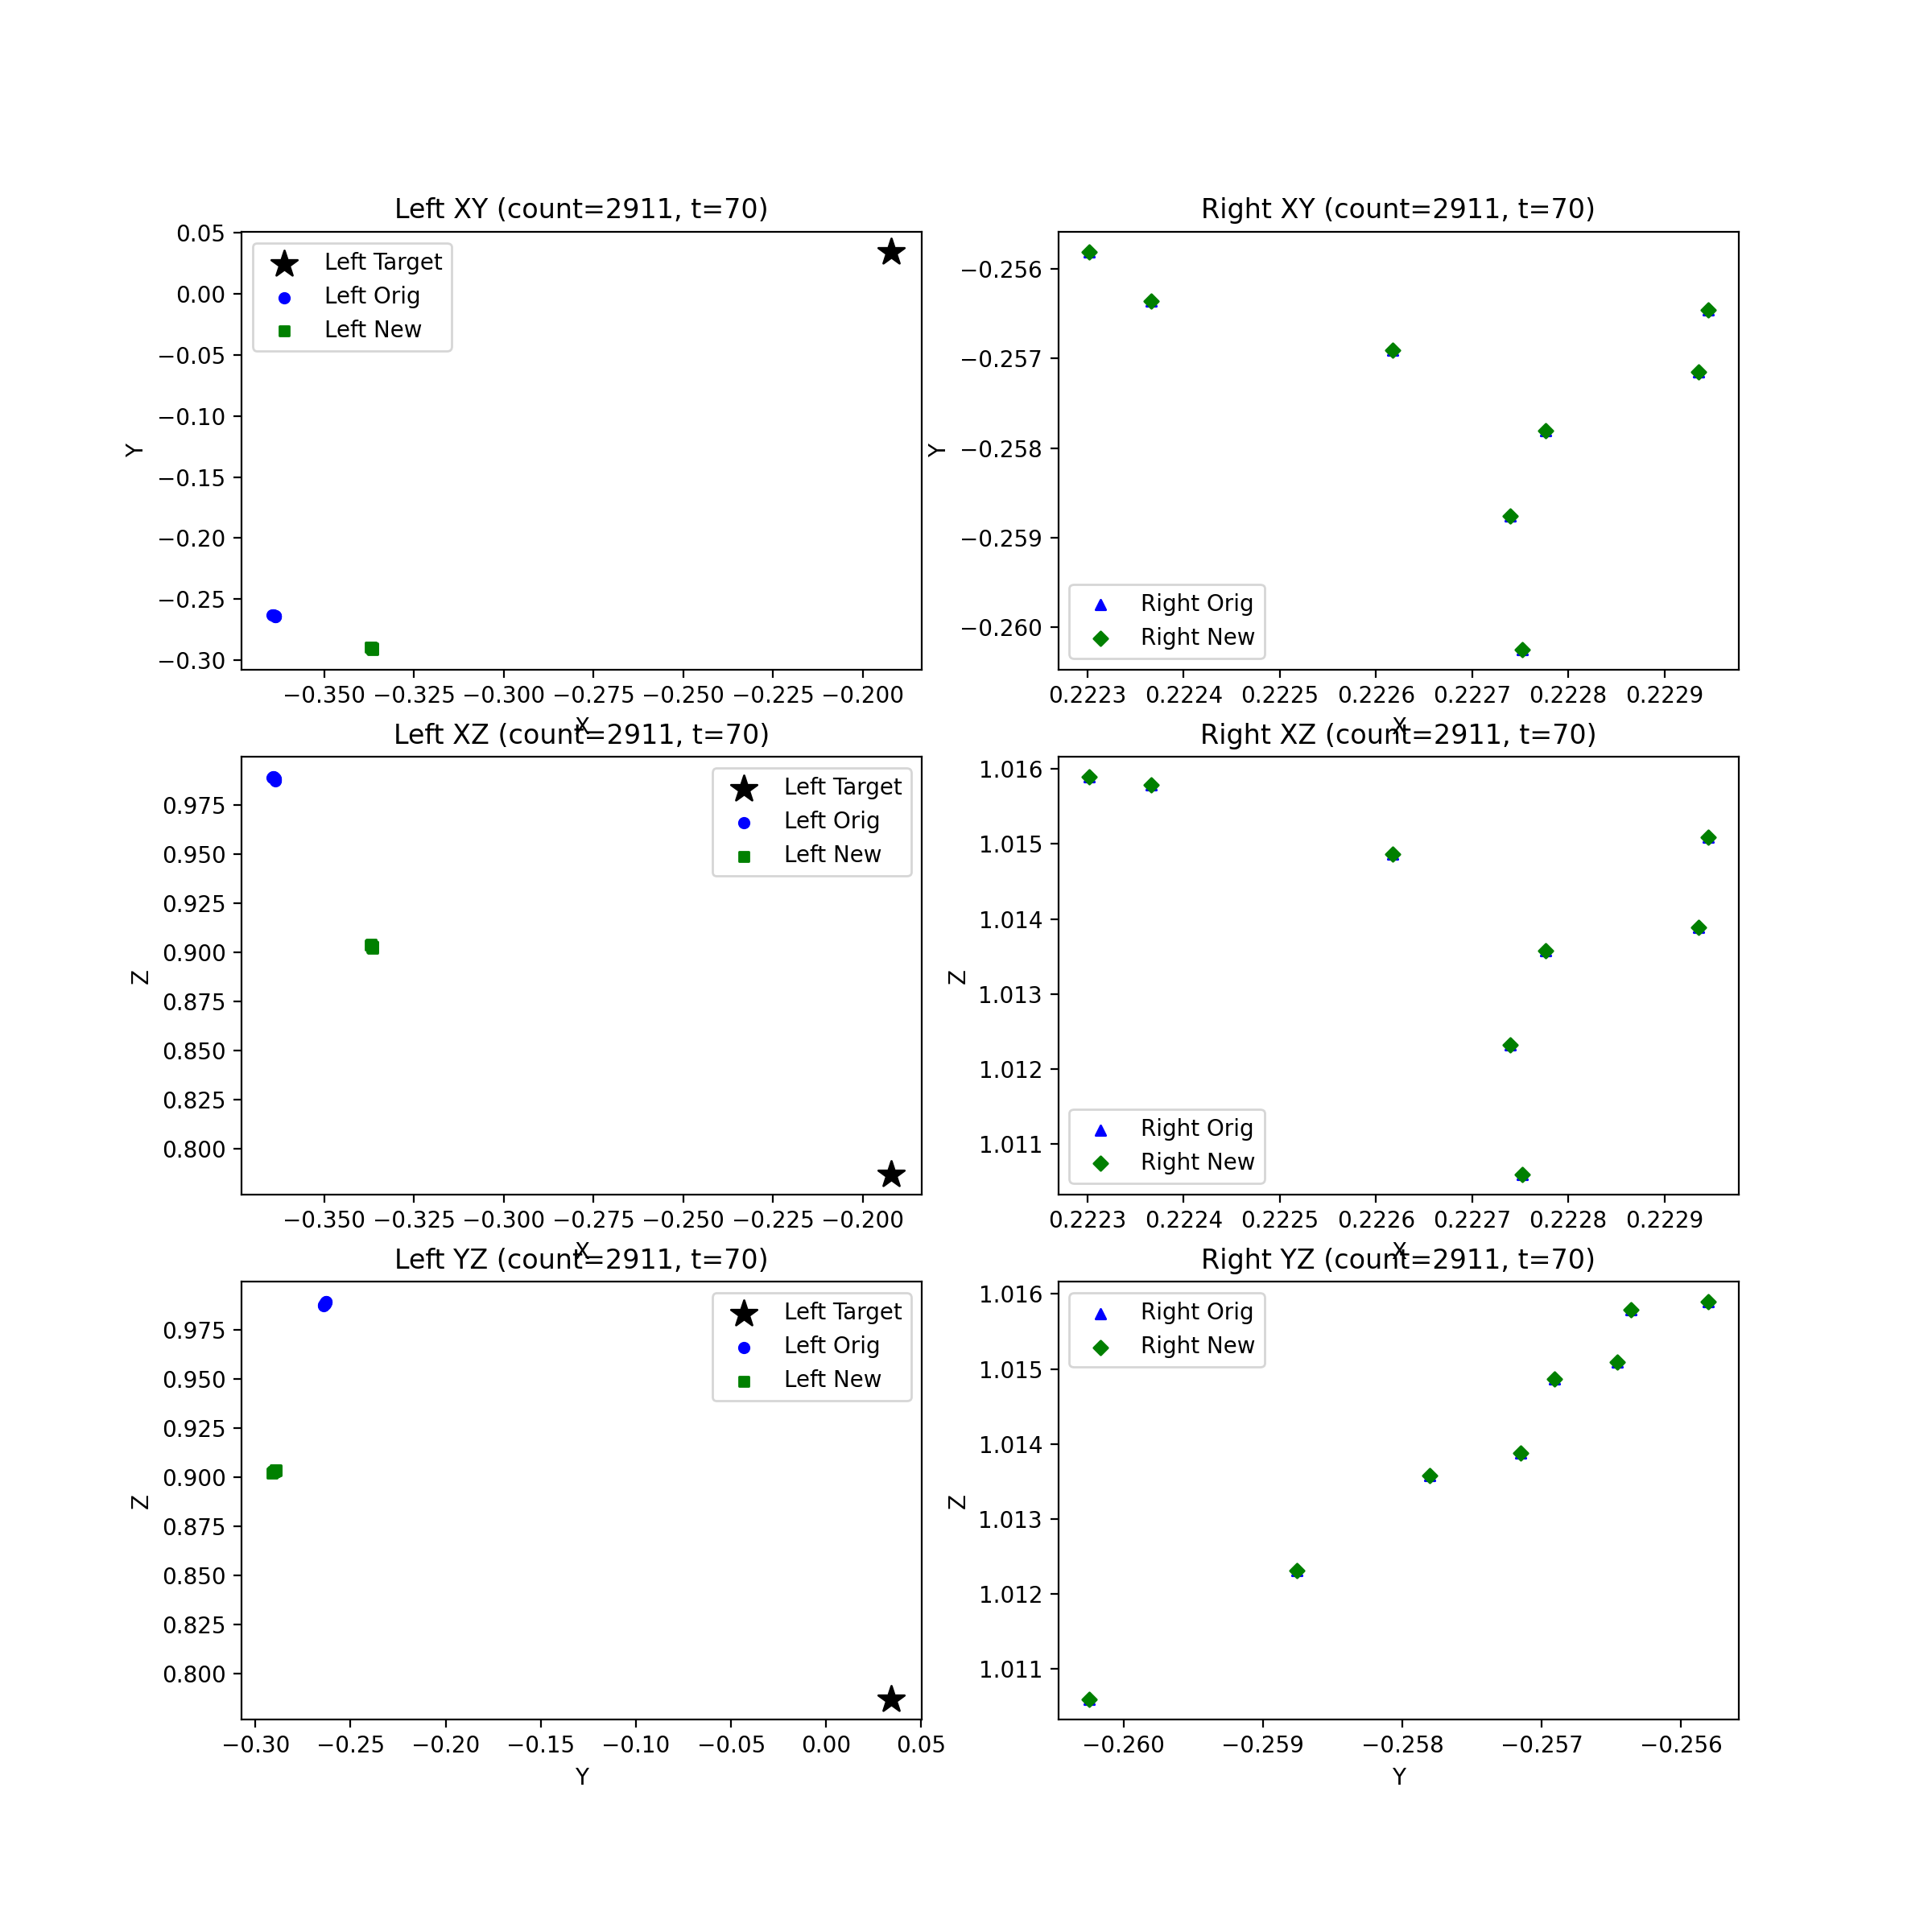 Left XY (count=2911, t=70)
0.05
0.00
−0.05
−0.10
−0.15
−0.20
−0.25
−0.30
Y
Left Target
Left Orig
Left New
−0.350 −0.325 −0.300 −0.275 −0.250 −0.225 −0.200
X
Right XY (count=2911, t=70)
−0.256
−0.257
−0.258
−0.259
−0.260
Y
Right Orig
Right New
0.2223 0.2224 0.2225 0.2226 0.2227 0.2228 0.2229
X
Left XZ (count=2911, t=70)
0.975
0.950
0.925
0.900
0.875
0.850
0.825
0.800
Z
Left Target
Left Orig
Left New
−0.350 −0.325 −0.300 −0.275 −0.250 −0.225 −0.200
X
Right XZ (count=2911, t=70)
1.016
1.015
1.014
1.013
1.012
1.011
Z
Right Orig
Right New
0.2223 0.2224 0.2225 0.2226 0.2227 0.2228 0.2229
X
Left YZ (count=2911, t=70)
0.975
0.950
0.925
0.900
0.875
0.850
0.825
0.800
Z
Left Target
Left Orig
Left New
−0.30 −0.25 −0.20 −0.15 −0.10 −0.05 0.00 0.05
Y
Right YZ (count=2911, t=70)
1.016
1.015
1.014
1.013
1.012
1.011
Z
Right Orig
Right New
−0.260 −0.259 −0.258 −0.257 −0.256
Y